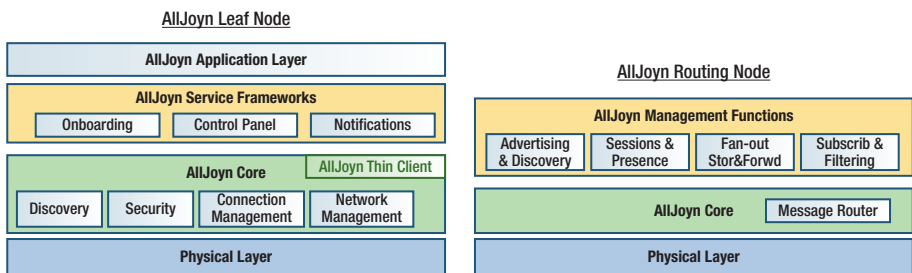 AllJoyn Leaf Node
AllJoyn Application Layer
AllJoyn Service Frameworks
Onboarding
Control Panel
Notifications
AllJoyn Thin Client
AllJoyn Core
Discovery
Security
Connection
Management
Network
Management
Physical Layer
AllJoyn Routing Node
AllJoyn Management Functions
Advertising
& Discovery
Sessions &
Presence
Fan-out
Stor&Forwd
Subscrib &
Filtering
AllJoyn Core
Message Router
Physical Layer